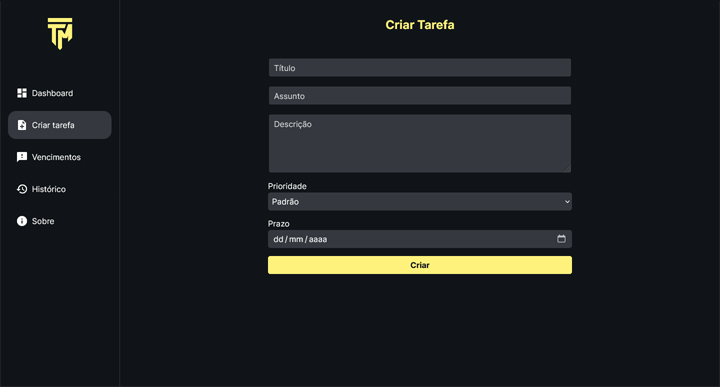 TM
Dashboard
Criar tarefa
Vencimentos
Histórico
Sobre
Criar Tarefa
Título
Assunto
Descrição
Prioridade
Padrão
Prazo
dd/mm/aaaa
Criar